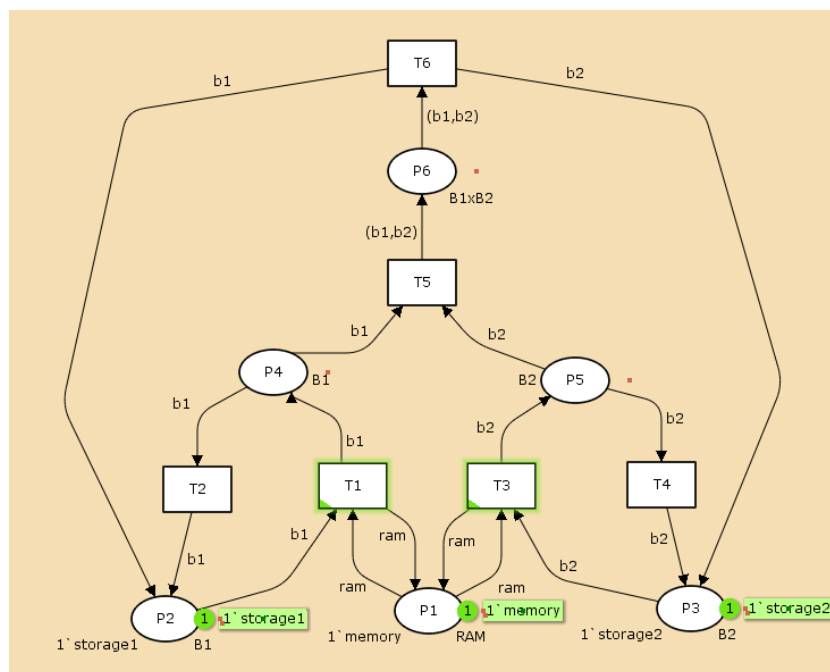 T6
b1
b2
(b1,b2)
P6
B1xB2
(b1,b2)
T5
b1
b2
P4
B1
B2
P5
b1
b1
b2
b2
T2
T1
T3
T4
b1
b1
ram
ram
b2
b2
ram
ram
P2
1
1`storage1
P1
1
1`memory
P3
1
1`storage2
1`storage1
B1
1`memory
RAM
1`storage2
B2